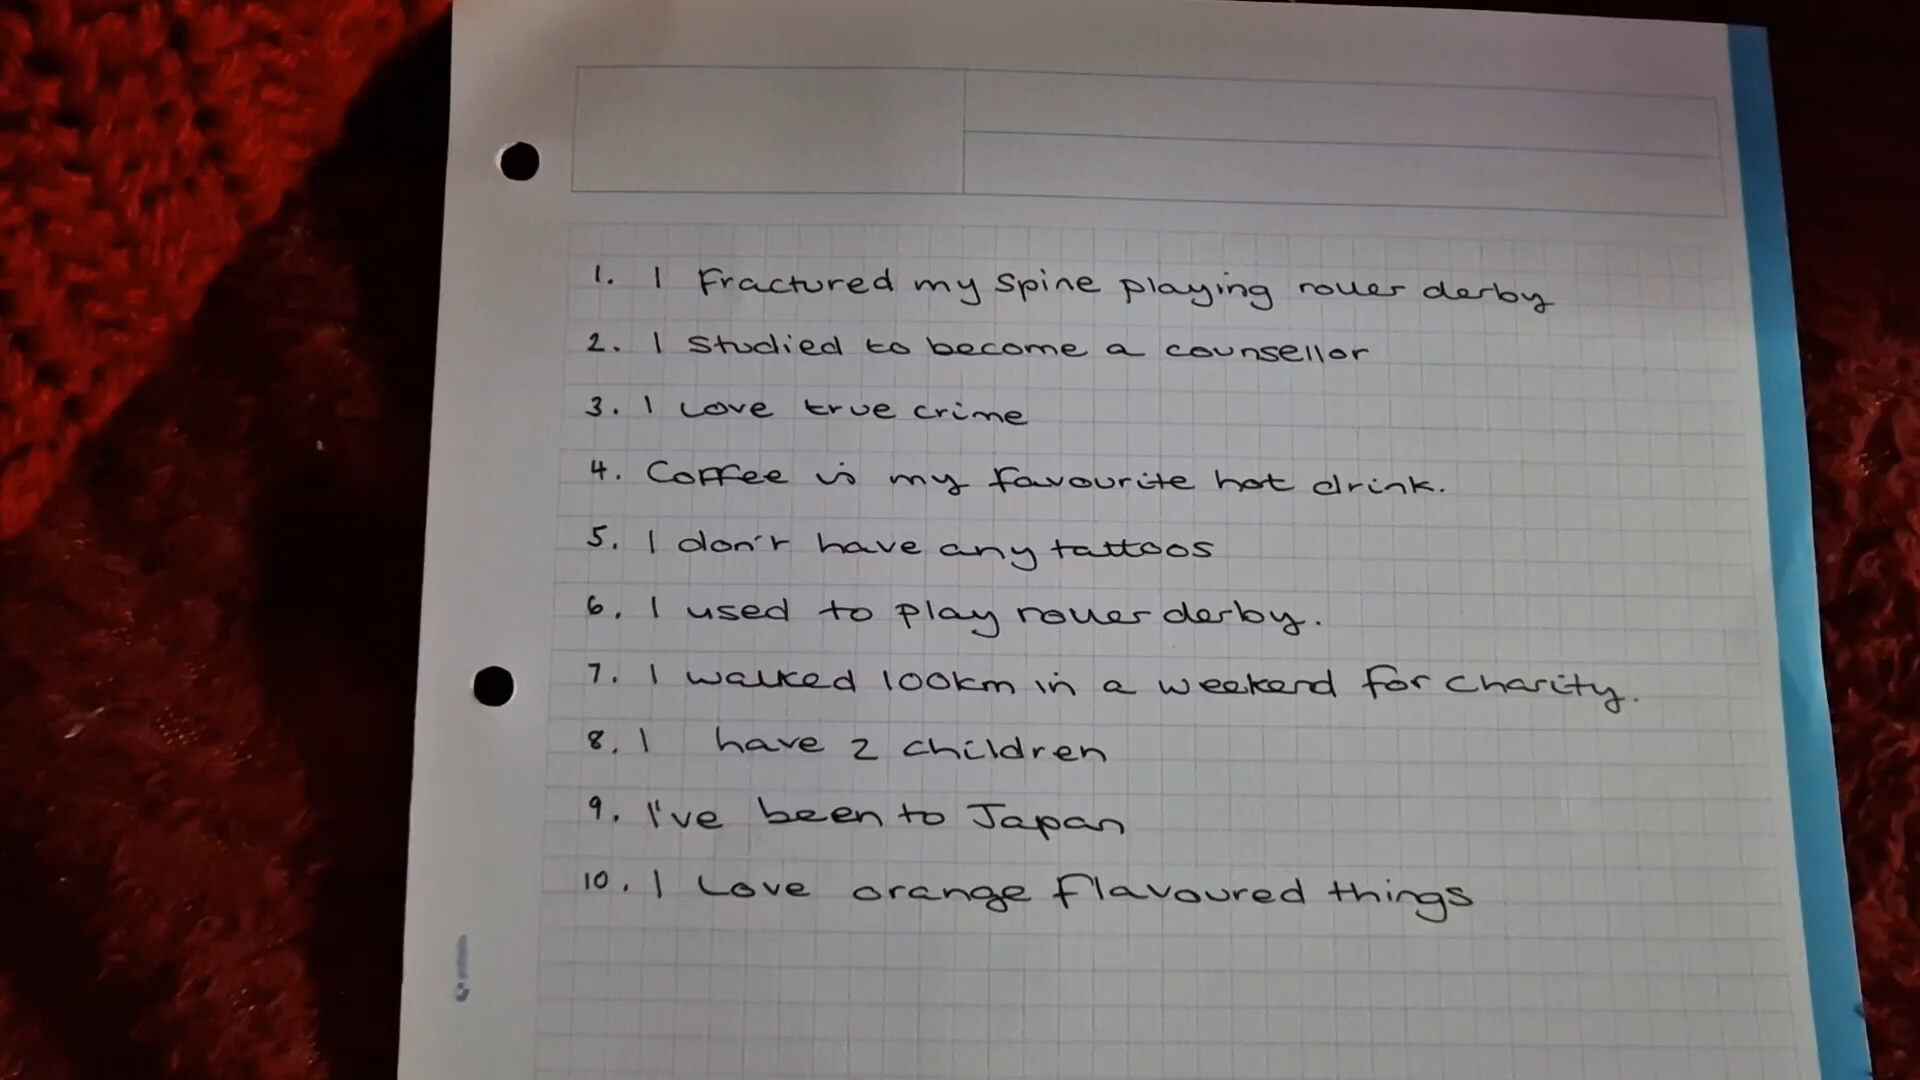 1. I Fractured my spine playing roller derby
2. I studied to become a counsellor
3. I love true crime
4. Coffee is my favourite hot drink.
5. I don't have any tattoos
6. I used to play roller derby.
7. I walked 100km in a weekend for charity.
8. I have 2 children
9. I've been to Japan
10. I love orange flavoured things